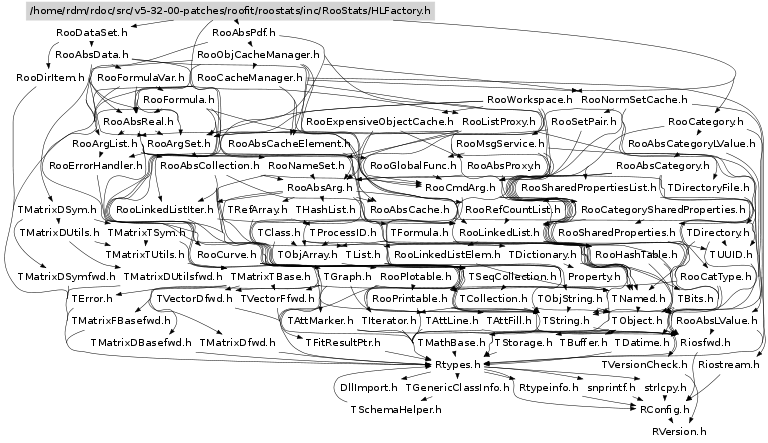 /home/rdm/rdoc/src/v5-32-00-patches/roofit/roostats/inc/RooStats/HLFactory.h
RooDataSet.h RooAbsPdf.h
RooAbsData.h RooObjCacheManager.h
RooDirItem.h RooFormulaVar.h RooCacheManager.h
RooFormula.h RooWorkspace.h RooNormSetCache.h
RooAbsReal.h RooExpensiveObjectCache.h RooListProxy.h RooSetPair.h RooCategory.h
RooArgList.h RooArgSet.h RooAbsCacheElement.h RooMsgService.h RooAbsCategoryLValue.h
RooErrorHandler.h RooAbsCollection.h RooNameSet.h RooGlobalFunc.h RooAbsProxy.h RooAbsCategory.h
RooAbsArg.h RooCmdArg.h RooSharedPropertiesList.h TDirectoryFile.h
TMatrixDSym.h RooLinkedListIter.h TRefArray.h THashList.h RooAbsCache.h RooRefCountList.h RooCategorySharedProperties.h
TMatrixDUtils.h TMatrixTSym.h TClass.h TProcessID.h TFormula.h RooLinkedList.h RooSharedProperties.h TDirectory.h
TMatrixTUtils.h RooCurve.h TObjArray.h TList.h RooLinkedListElem.h TDictionary.h RooHashTable.h TUUID.h
TMatrixDSymfwd.h TMatrixDUtilsfwd.h TMatrixTBase.h TGraph.h RooPlotable.h TSeqCollection.h Property.h RooCatType.h
TError.h TVectorDfwd.h TVectorFfwd.h RooPrintable.h TCollection.h TObjString.h TNamed.h TBits.h
TMatrixFBasefwd.h TAttMarker.h TIterator.h TAttLine.h TAttFill.h TString.h TObject.h RooAbsLValue.h
TMatrixDBasefwd.h TMatrixDfwd.h TFitResultPtr.h TMathBase.h TStorage.h TBuffer.h TDatime.h Riosfwd.h
Rtypes.h TVersionCheck.h Riostream.h
DllImport.h TGenericClassInfo.h Rtypeinfo.h snprintf.h strlcpy.h
TSchemaHelper.h RConfig.h
RVersion.h